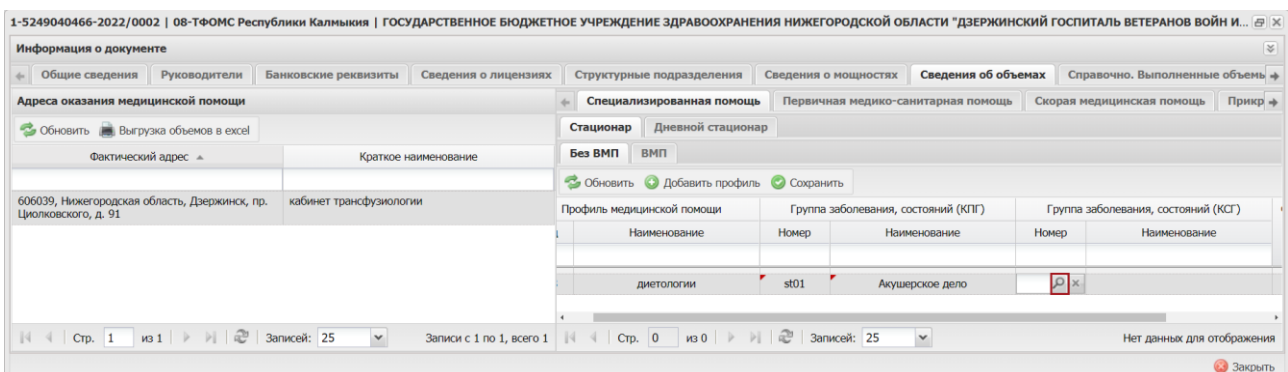 1-5249040466-2022/0002 | 08-ТФОМС Республики Калмыкия | ГОСУДАРСТВЕННОЕ БЮДЖЕТНОЕ УЧРЕЖДЕНИЕ ЗДРАВООХРАНЕНИЯ НИЖЕГОРОДСКОЙ ОБЛАСТИ "ДЗЕРЖИНСКИЙ ГОСПИТАЛЬ ВЕТЕРАНОВ ВОЙН И...
Информация о документе
Общие сведения Руководители Банковские реквизиты Сведения о лицензиях Структурные подразделения Сведения о мощностях Сведения об объемах Справочно. Выполненные объемы
Адреса оказания медицинской помощи
Обновить Выгрузка объемов в excel
Фактический адрес Краткое наименование
606039, Нижегородская область, Дзержинск, пр. Циолковского, д. 91 кабинет трансфузиологии
Стр. 1 из 1 Записей: 25 Записи с 1 по 1, всего 1
Специализированная помощь Первичная медико-санитарная помощь Скорая медицинская помощь Прикр
Стационар Дневной стационар
Без ВМП ВМП
Обновить Добавить профиль Сохранить
Профиль медицинской помощи Группа заболевания, состояний (КПГ) Группа заболевания, состояний (КСГ)
Наименование Номер Наименование Номер Наименование
диетологии st01 Акушерское дело
Стр. 0 из 0 Записей: 25 Нет данных для отображения
Закрыть